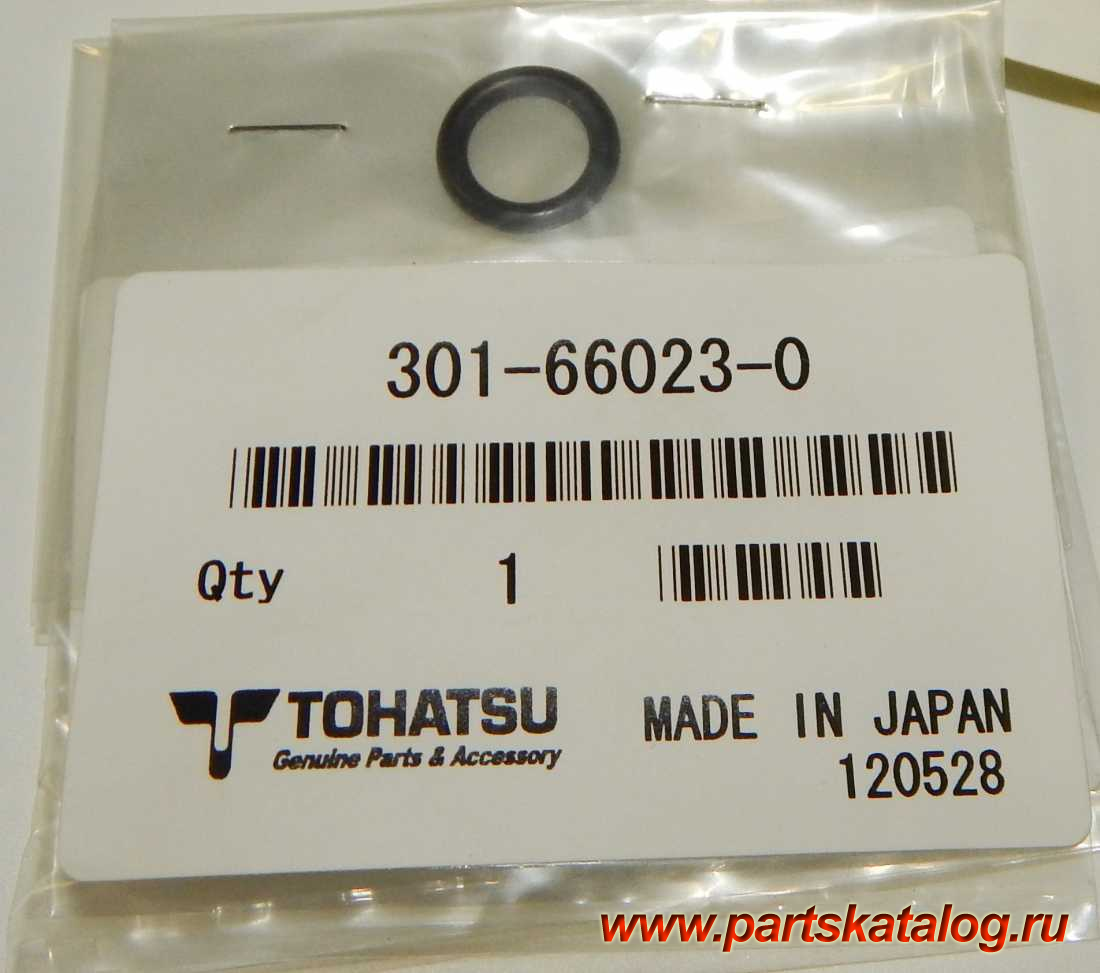 301-66023-0
Qty 1
TOHATSU
Genuine Parts & Accessory
MADE IN JAPAN
120528
www.partskatalog.ru